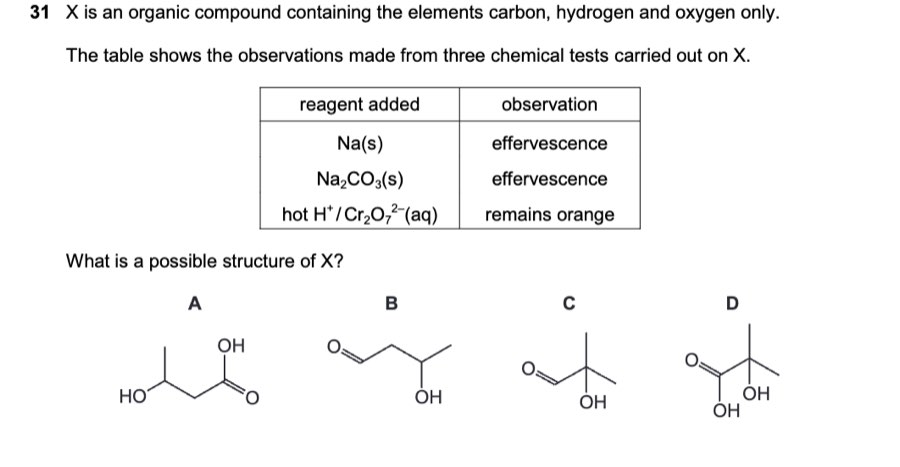 31 X is an organic compound containing the elements carbon, hydrogen and oxygen only.
The table shows the observations made from three chemical tests carried out on X.
reagent added observation
Na(s) effervescence
Na₂CO₃(s) effervescence
hot H⁺/Cr₂O₇²⁻(aq) remains orange
What is a possible structure of X?
A B C D
OH O O O
HO O OH OH OH OH